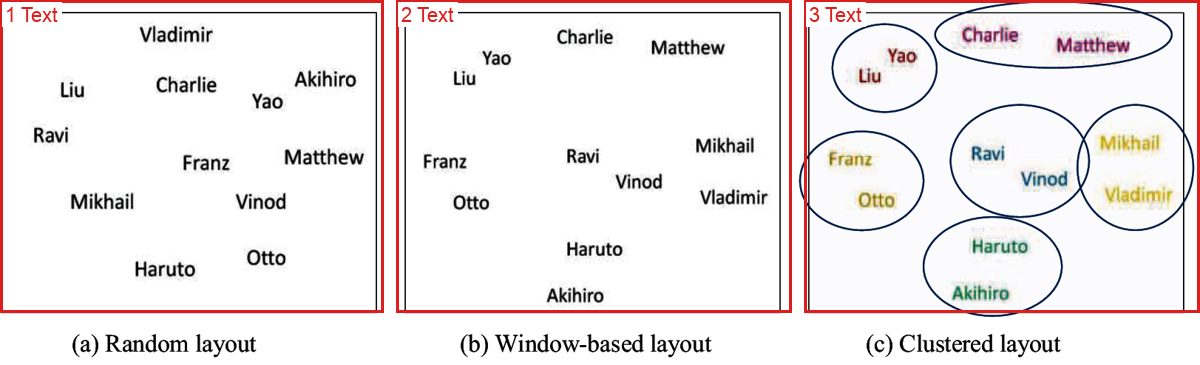 1 Text
Vladimir
Akihiro
Liu
Charlie
Yao
Ravi
Franz
Matthew
Mikhail
Vinod
Otto
Haruto
(a) Random layout
2 Text
Charlie
Matthew
Yao
Liu
Mikhail
Franz
Ravi
Vinod
Otto
Vladimir
Haruto
Akihiro
(b) Window-based layout
3 Text
Charlie
Matthew
Yao
Liu
Mikhail
Franz
Ravi
Vinod
Otto
Vladimir
Haruto
Akihiro
(c) Clustered layout